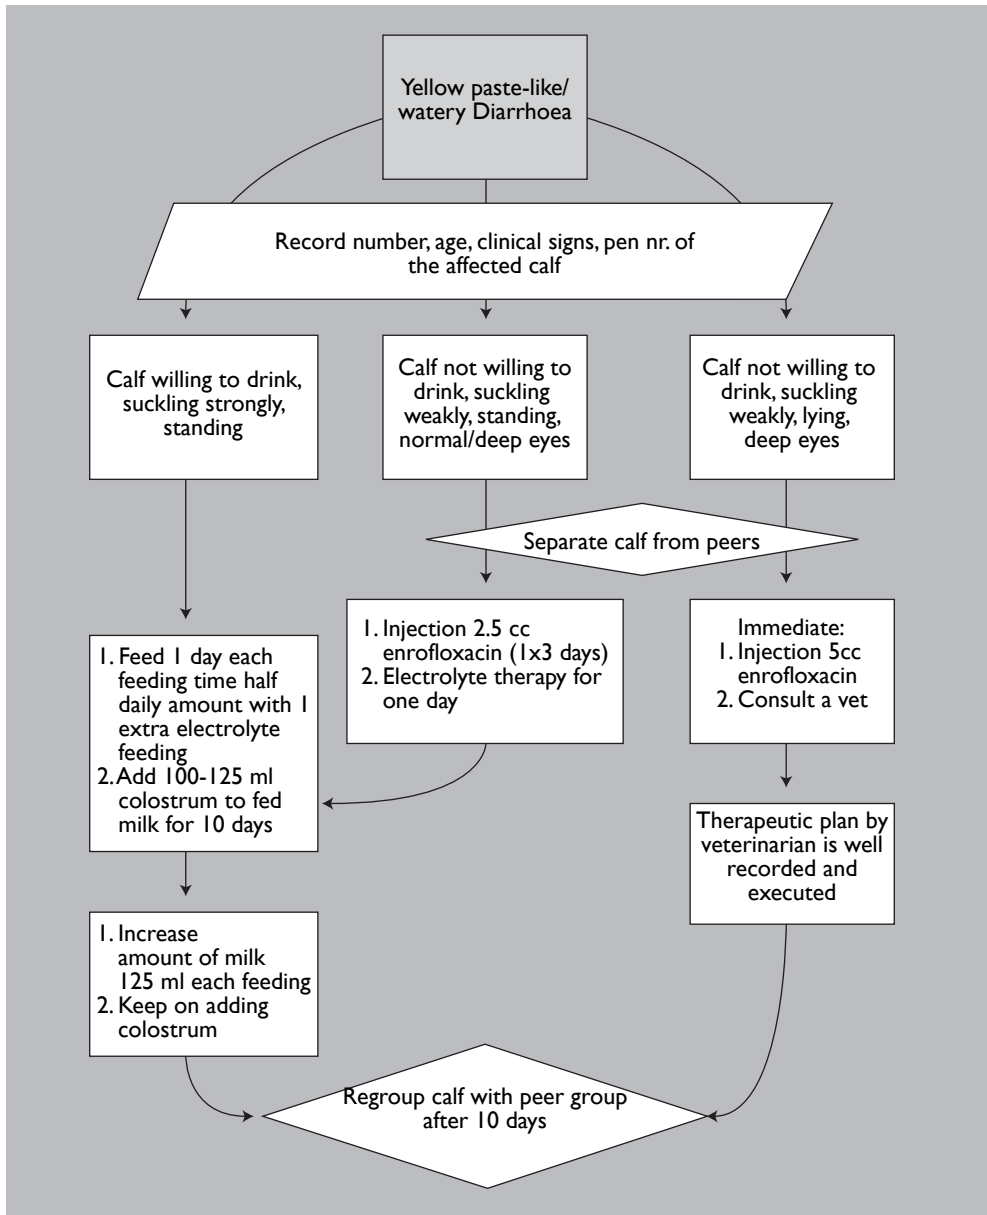 Yellow paste-like/
watery Diarrhoea
Record number, age, clinical signs, pen nr. of
the affected calf
Calf willing to drink,
suckling strongly,
standing
Calf not willing to
drink, suckling
weakly, standing,
normal/deep eyes
Calf not willing to
drink, suckling
weakly, lying,
deep eyes
Separate calf from peers
1. Feed 1 day each
feeding time half
daily amount with 1
extra electrolyte
feeding
2. Add 100-125 ml
colostrum to fed
milk for 10 days
1. Injection 2.5 cc
enrofloxacin (1x3 days)
2. Electrolyte therapy for
one day
Immediate:
1. Injection 5cc
enrofloxacin
2. Consult a vet
Therapeutic plan by
veterinarian is well
recorded and
executed
1. Increase
amount of milk
125 ml each feeding
2. Keep on adding
colostrum
Regroup calf with peer group
after 10 days